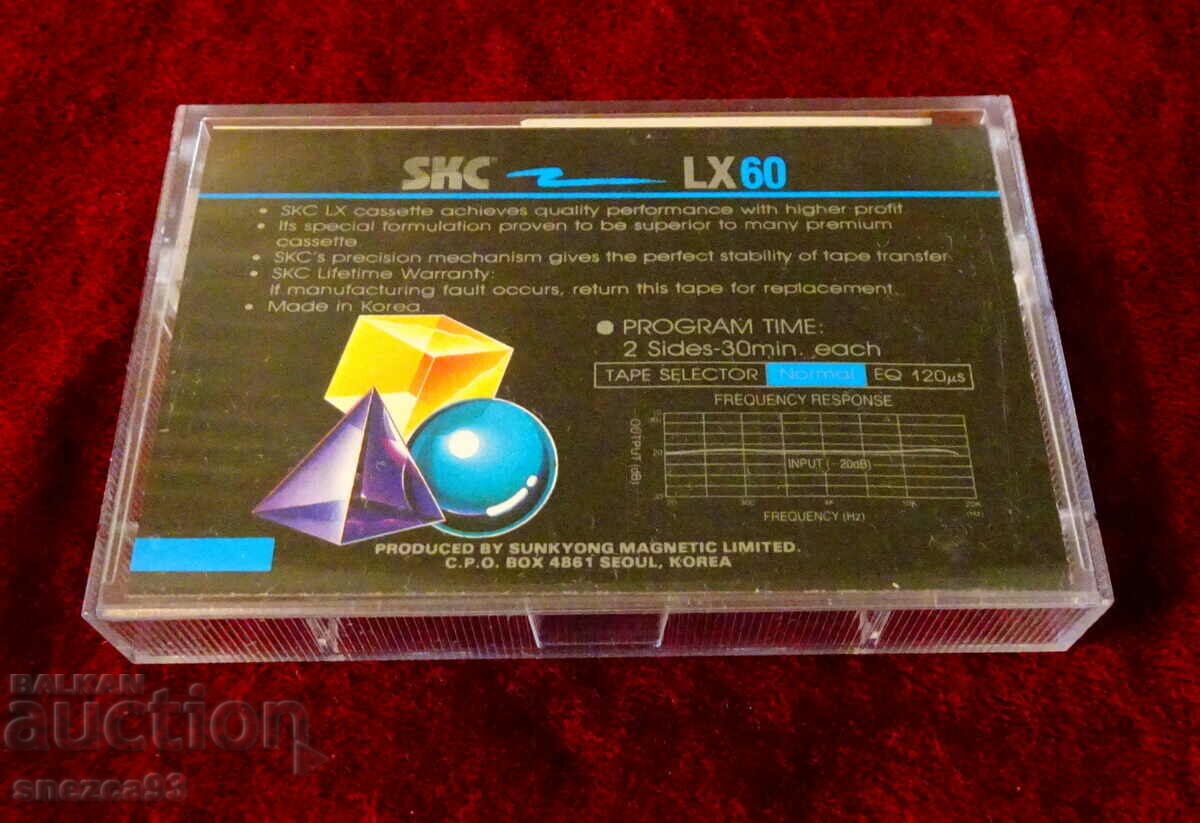 SKC LX60
• SKC LX cassette achieves quality performance with higher profit
• Its special formulation proven to be superior to many premium
cassette
• SKC's precision mechanism gives the perfect stability of tape transfer.
• SKC Lifetime Warranty:
If manufacturing fault occurs, return this tape for replacement.
• Made in Korea
● PROGRAM TIME:
2 Sides-30min. each
TAPE SELECTOR Normal EQ 120μs
FREQUENCY RESPONSE
OUTPUT (dB)
20
INPUT (-20dB)
20K
FREQUENCY (Hz)
(Hz)
PRODUCED BY SUNKYONG MAGNETIC LIMITED.
C.P.O. BOX 4861 SEOUL, KOREA
BALKAN
auction
snezca93